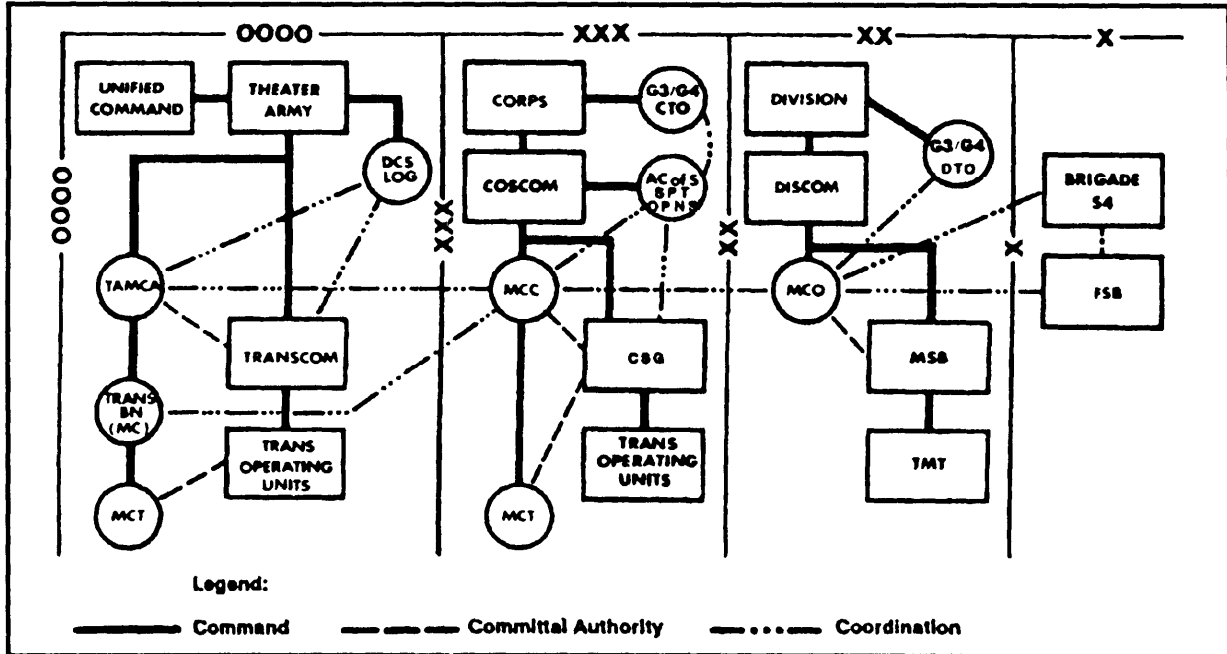 0000
XXX
XX
X
0000
XXX
XX
X
UNIFIED
COMMAND
THEATER
ARMY
DCS
LOG
TAMCA
TRANSCOM
TRANS
BN
(MC)
TRANS
OPERATING
UNITS
MCT
CORPS
G3/G4
CTO
COSCOM
AC of S
SPT
OPNS
MCC
CSG
TRANS
OPERATING
UNITS
MCT
DIVISION
G3/G4
DTO
DISCOM
MCO
MSB
TMT
BRIGADE
S4
FSB
Legend:
Command
Committal Authority
Coordination